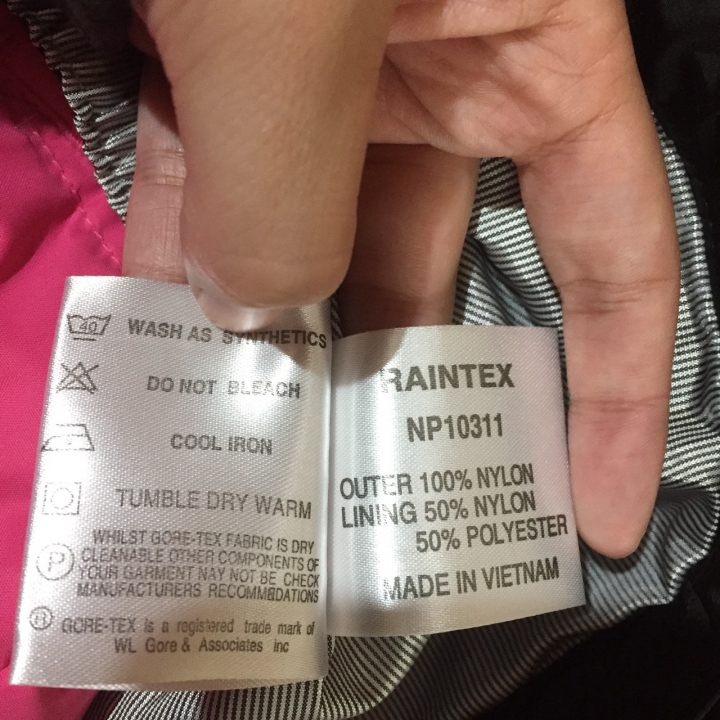 40 WASH AS SYNTHETICS
DO NOT BLEACH
COOL IRON
TUMBLE DRY WARM
WHILST GORE-TEX FABRIC IS DRY
P CLEANABLE OTHER COMPONENTS OF
YOUR GARMENT NAY NOT BE CHECK
MANUFACTURERS RECOMMBDATIONS
® GORE-TEX is a registered trade mark of
WL Gore & Associates inc
RAINTEX
NP10311
OUTER 100% NYLON
LINING 50% NYLON
50% POLYESTER
MADE IN VIETNAM